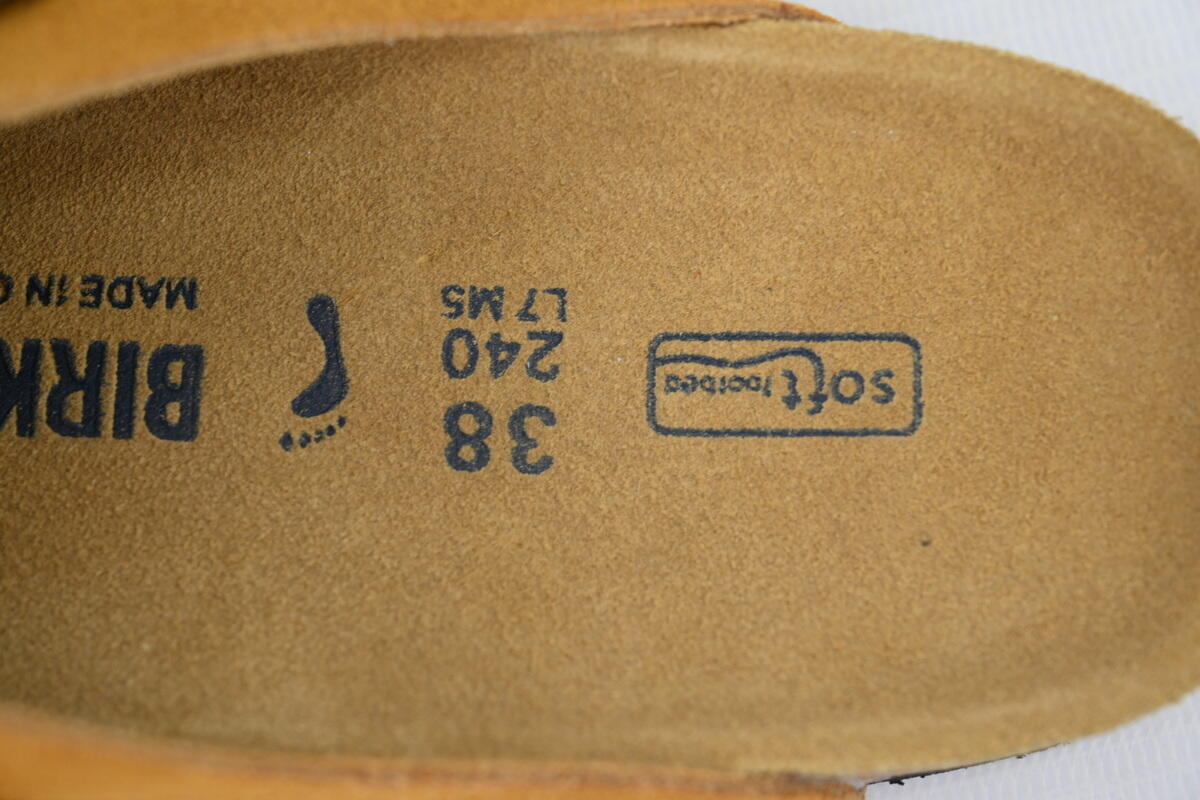 soft footbed
38
240
L7 M5
BIRK
MADE IN G